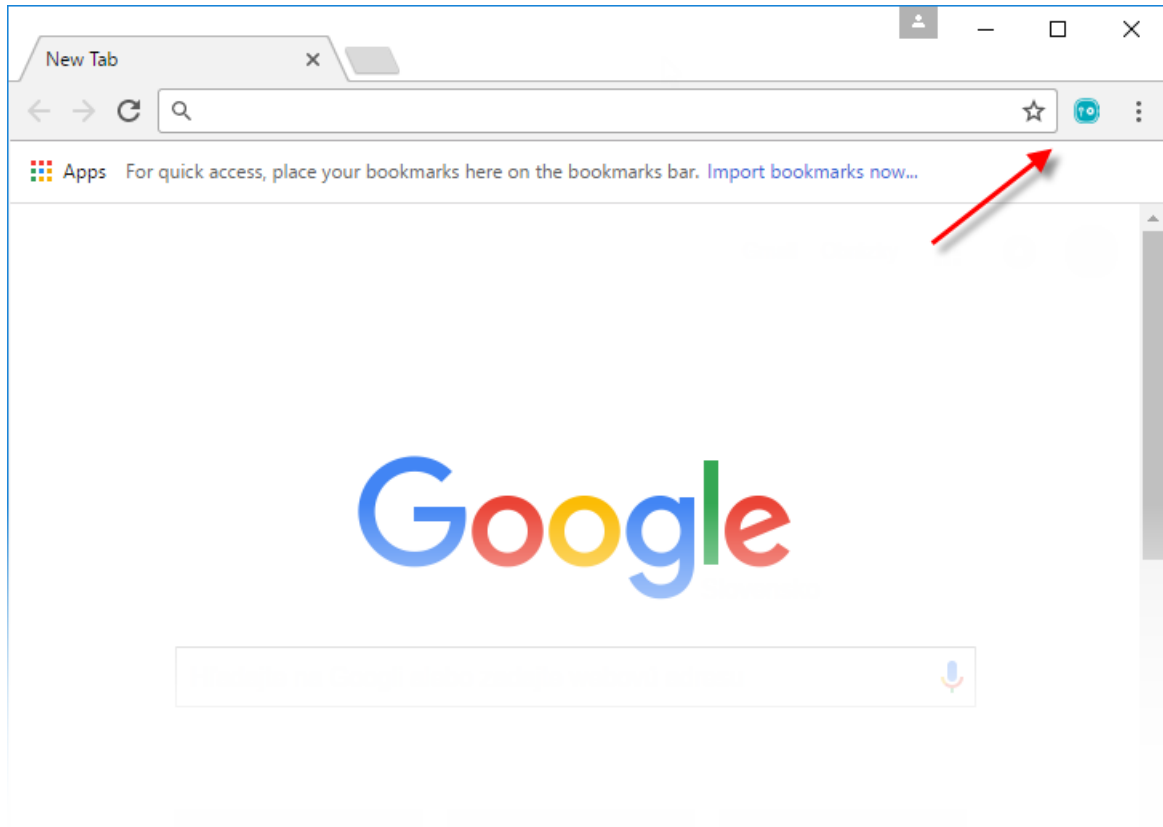 New Tab
Apps For quick access, place your bookmarks here on the bookmarks bar. Import bookmarks now...
Google